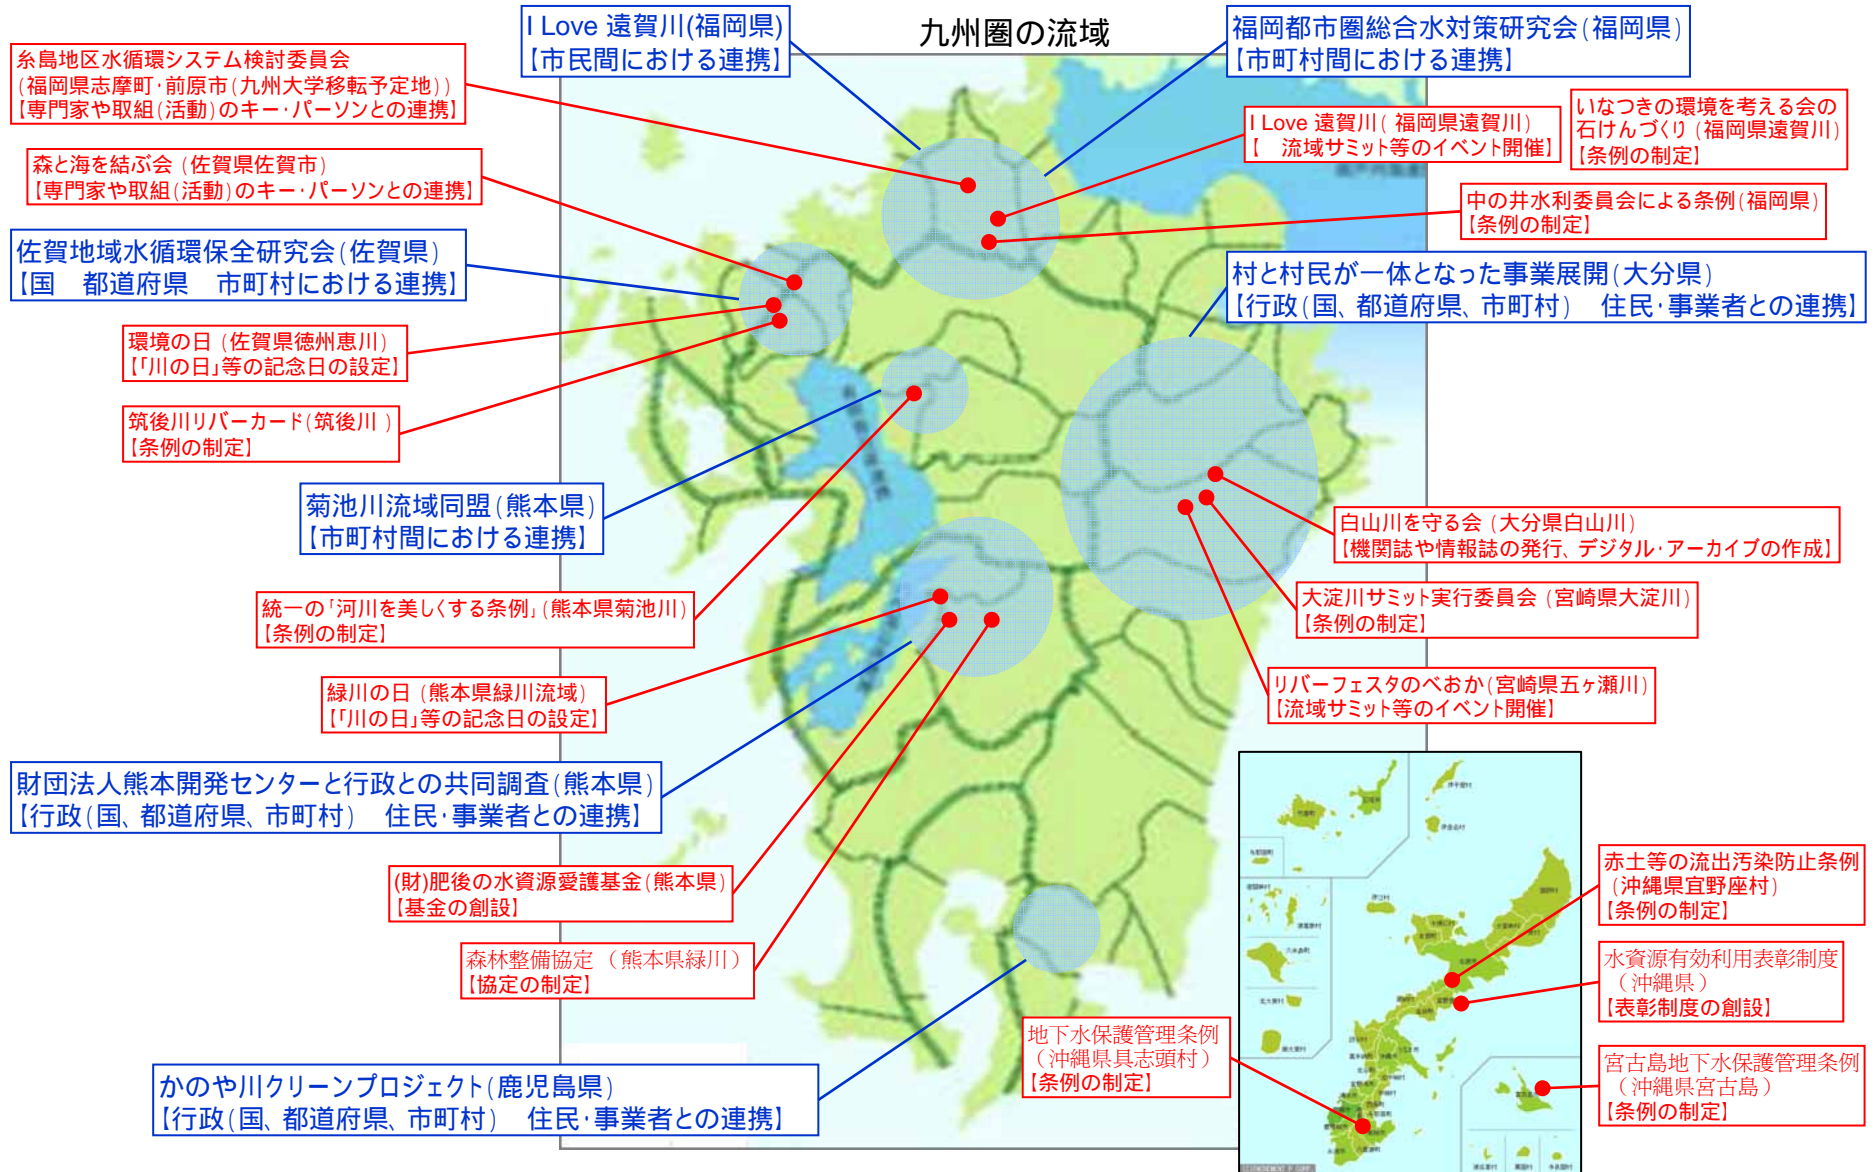 九州圏の流域
I Love 遠賀川(福岡県)
【市民間における連携】
福岡都市圏総合水対策研究会(福岡県)
【市町村間における連携】
糸島地区水循環システム検討委員会
(福岡県志摩町・前原市(九州大学移転予定地))
【専門家や取組(活動)のキー・パーソンとの連携】
I Love 遠賀川( 福岡県遠賀川)
【　流域サミット等のイベント開催】
いなつきの環境を考える会の
石けんづくり (福岡県遠賀川)
【条例の制定】
森と海を結ぶ会 (佐賀県佐賀市)
【専門家や取組(活動)のキー・パーソンとの連携】
中の井水利委員会による条例(福岡県)
【条例の制定】
佐賀地域水循環保全研究会(佐賀県)
【国　都道府県　市町村における連携】
村と村民が一体となった事業展開(大分県)
【行政(国、都道府県、市町村)　住民・事業者との連携】
環境の日 (佐賀県徳州恵川)
【「川の日」等の記念日の設定】
筑後川リバーカード(筑後川 )
【条例の制定】
菊池川流域同盟(熊本県)
【市町村間における連携】
白山川を守る会 (大分県白山川)
【機関誌や情報誌の発行、デジタル・アーカイブの作成】
統一の「河川を美しくする条例」(熊本県菊池川)
【条例の制定】
大淀川サミット実行委員会 (宮崎県大淀川)
【条例の制定】
緑川の日 (熊本県緑川流域)
【「川の日」等の記念日の設定】
リバーフェスタのべおか(宮崎県五ヶ瀬川)
【流域サミット等のイベント開催】
財団法人熊本開発センターと行政との共同調査(熊本県)
【行政(国、都道府県、市町村)　住民・事業者との連携】
(財)肥後の水資源愛護基金(熊本県)
【基金の創設】
赤土等の流出汚染防止条例
(沖縄県宜野座村)
【条例の制定】
森林整備協定 （熊本県緑川）
【協定の制定】
水資源有効利用表彰制度
（沖縄県）
【表彰制度の創設】
地下水保護管理条例
（沖縄県具志頭村）
【条例の制定】
宮古島地下水保護管理条例
（沖縄県宮古島）
【条例の制定】
かのや川クリーンプロジェクト(鹿児島県)
【行政(国、都道府県、市町村)　住民・事業者との連携】